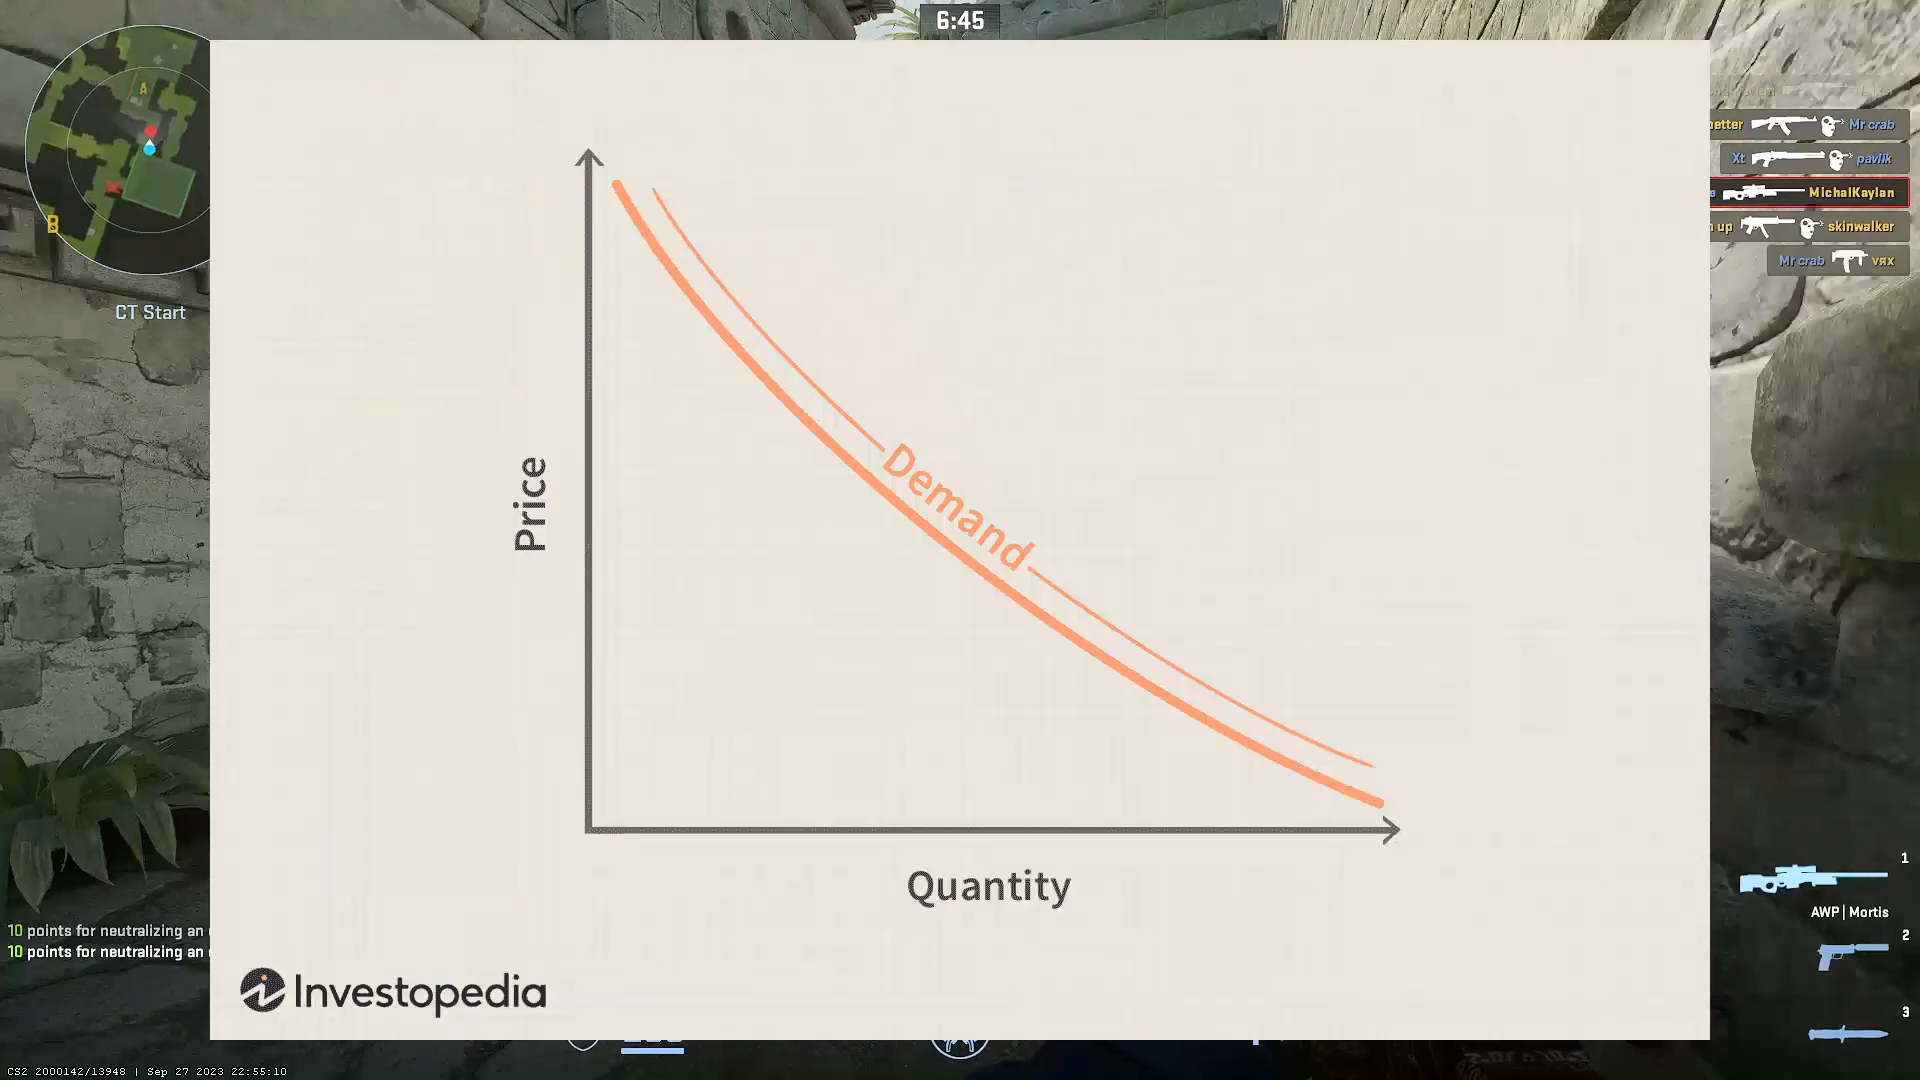 6:45
A
B
CT Start
Mr crab
Xt pavlik
MichalKaylan
up skinwalker
Mr crab vяx
Price
Demand
Quantity
10 points for neutralizing an
10 points for neutralizing an
Investopedia
1
AWP | Mortis
2
3
CS2 2000142/13948 | Sep 27 2023 22:55:10